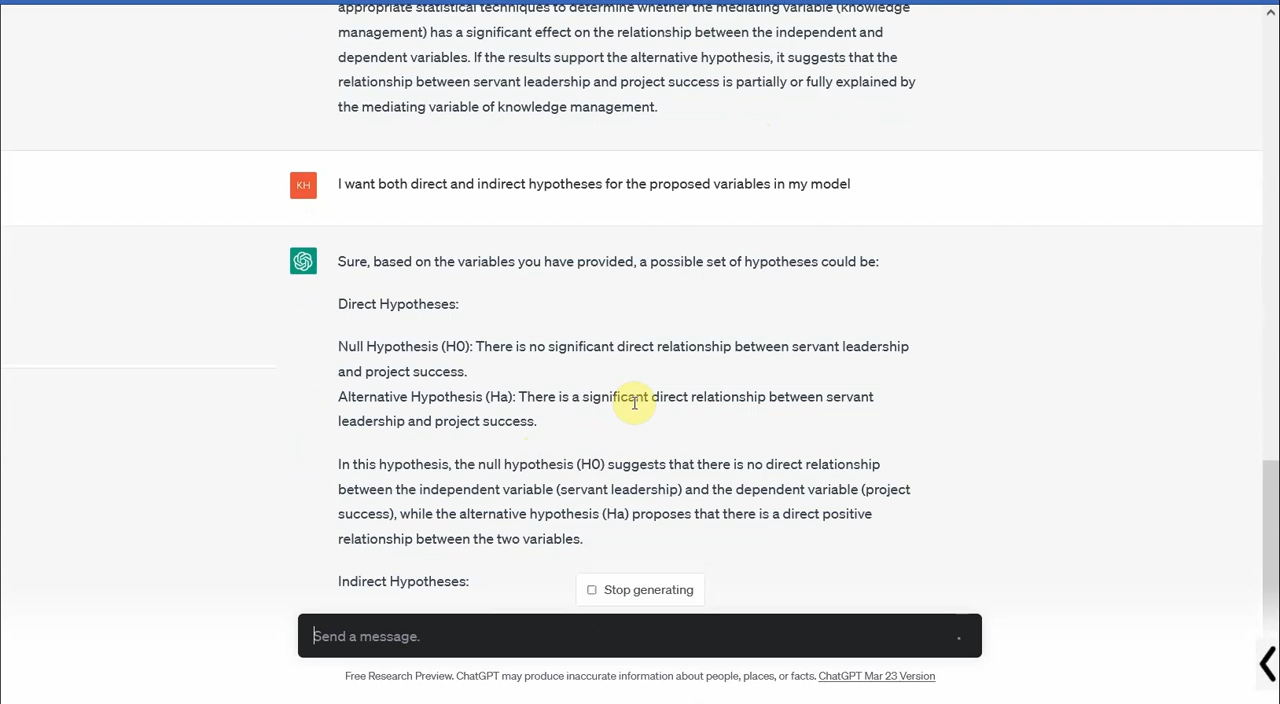 appropriate statistical techniques to determine whether the mediating variable (knowledge
management) has a significant effect on the relationship between the independent and
dependent variables. If the results support the alternative hypothesis, it suggests that the
relationship between servant leadership and project success is partially or fully explained by
the mediating variable of knowledge management.
KH
I want both direct and indirect hypotheses for the proposed variables in my model
Sure, based on the variables you have provided, a possible set of hypotheses could be:
Direct Hypotheses:
Null Hypothesis (H0): There is no significant direct relationship between servant leadership
and project success.
Alternative Hypothesis (Ha): There is a significant direct relationship between servant
leadership and project success.
In this hypothesis, the null hypothesis (H0) suggests that there is no direct relationship
between the independent variable (servant leadership) and the dependent variable (project
success), while the alternative hypothesis (Ha) proposes that there is a direct positive
relationship between the two variables.
Indirect Hypotheses:
Stop generating
Send a message.
Free Research Preview. ChatGPT may produce inaccurate information about people, places, or facts. ChatGPT Mar 23 Version